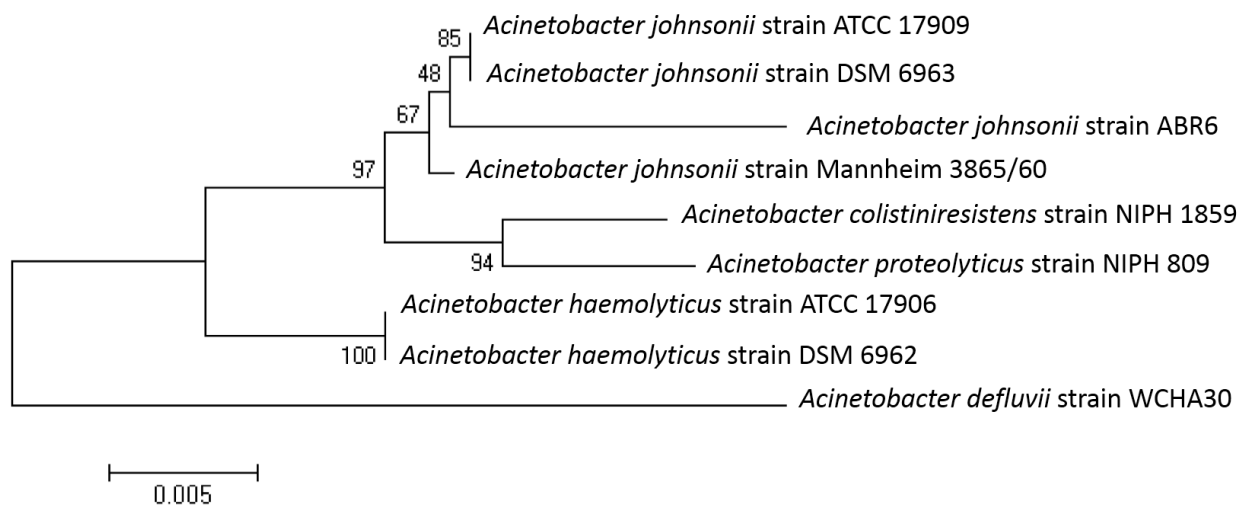 85
Acinetobacter johnsonii strain ATCC 17909
48
Acinetobacter johnsonii strain DSM 6963
67
Acinetobacter johnsonii strain ABR6
97
Acinetobacter johnsonii strain Mannheim 3865/60
Acinetobacter colistiniresistens strain NIPH 1859
94
Acinetobacter proteolyticus strain NIPH 809
Acinetobacter haemolyticus strain ATCC 17906
100
Acinetobacter haemolyticus strain DSM 6962
Acinetobacter defluvii strain WCHA30
0.005